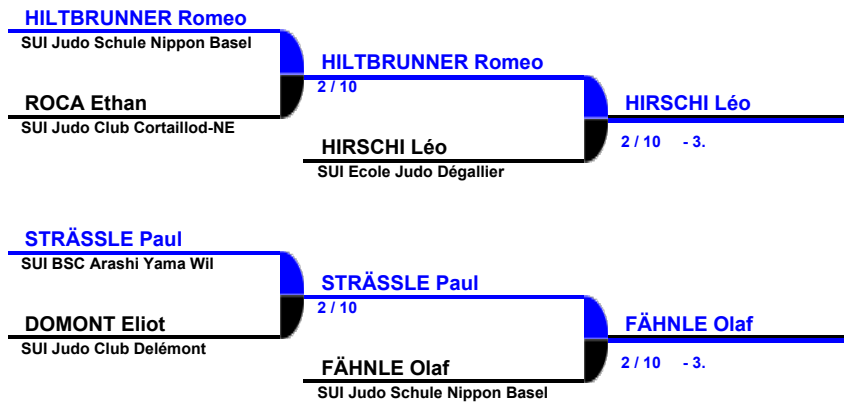 HILTBRUNNER Romeo
SUI Judo Schule Nippon Basel
HILTBRUNNER Romeo
2 / 10
ROCA Ethan
SUI Judo Club Cortaillod-NE
HIRSCHI Léo
2 / 10 - 3.
HIRSCHI Léo
SUI Ecole Judo Dégallier
STRÄSSLE Paul
SUI BSC Arashi Yama Wil
STRÄSSLE Paul
2 / 10
DOMONT Eliot
SUI Judo Club Delémont
FÄHNLE Olaf
2 / 10 - 3.
FÄHNLE Olaf
SUI Judo Schule Nippon Basel